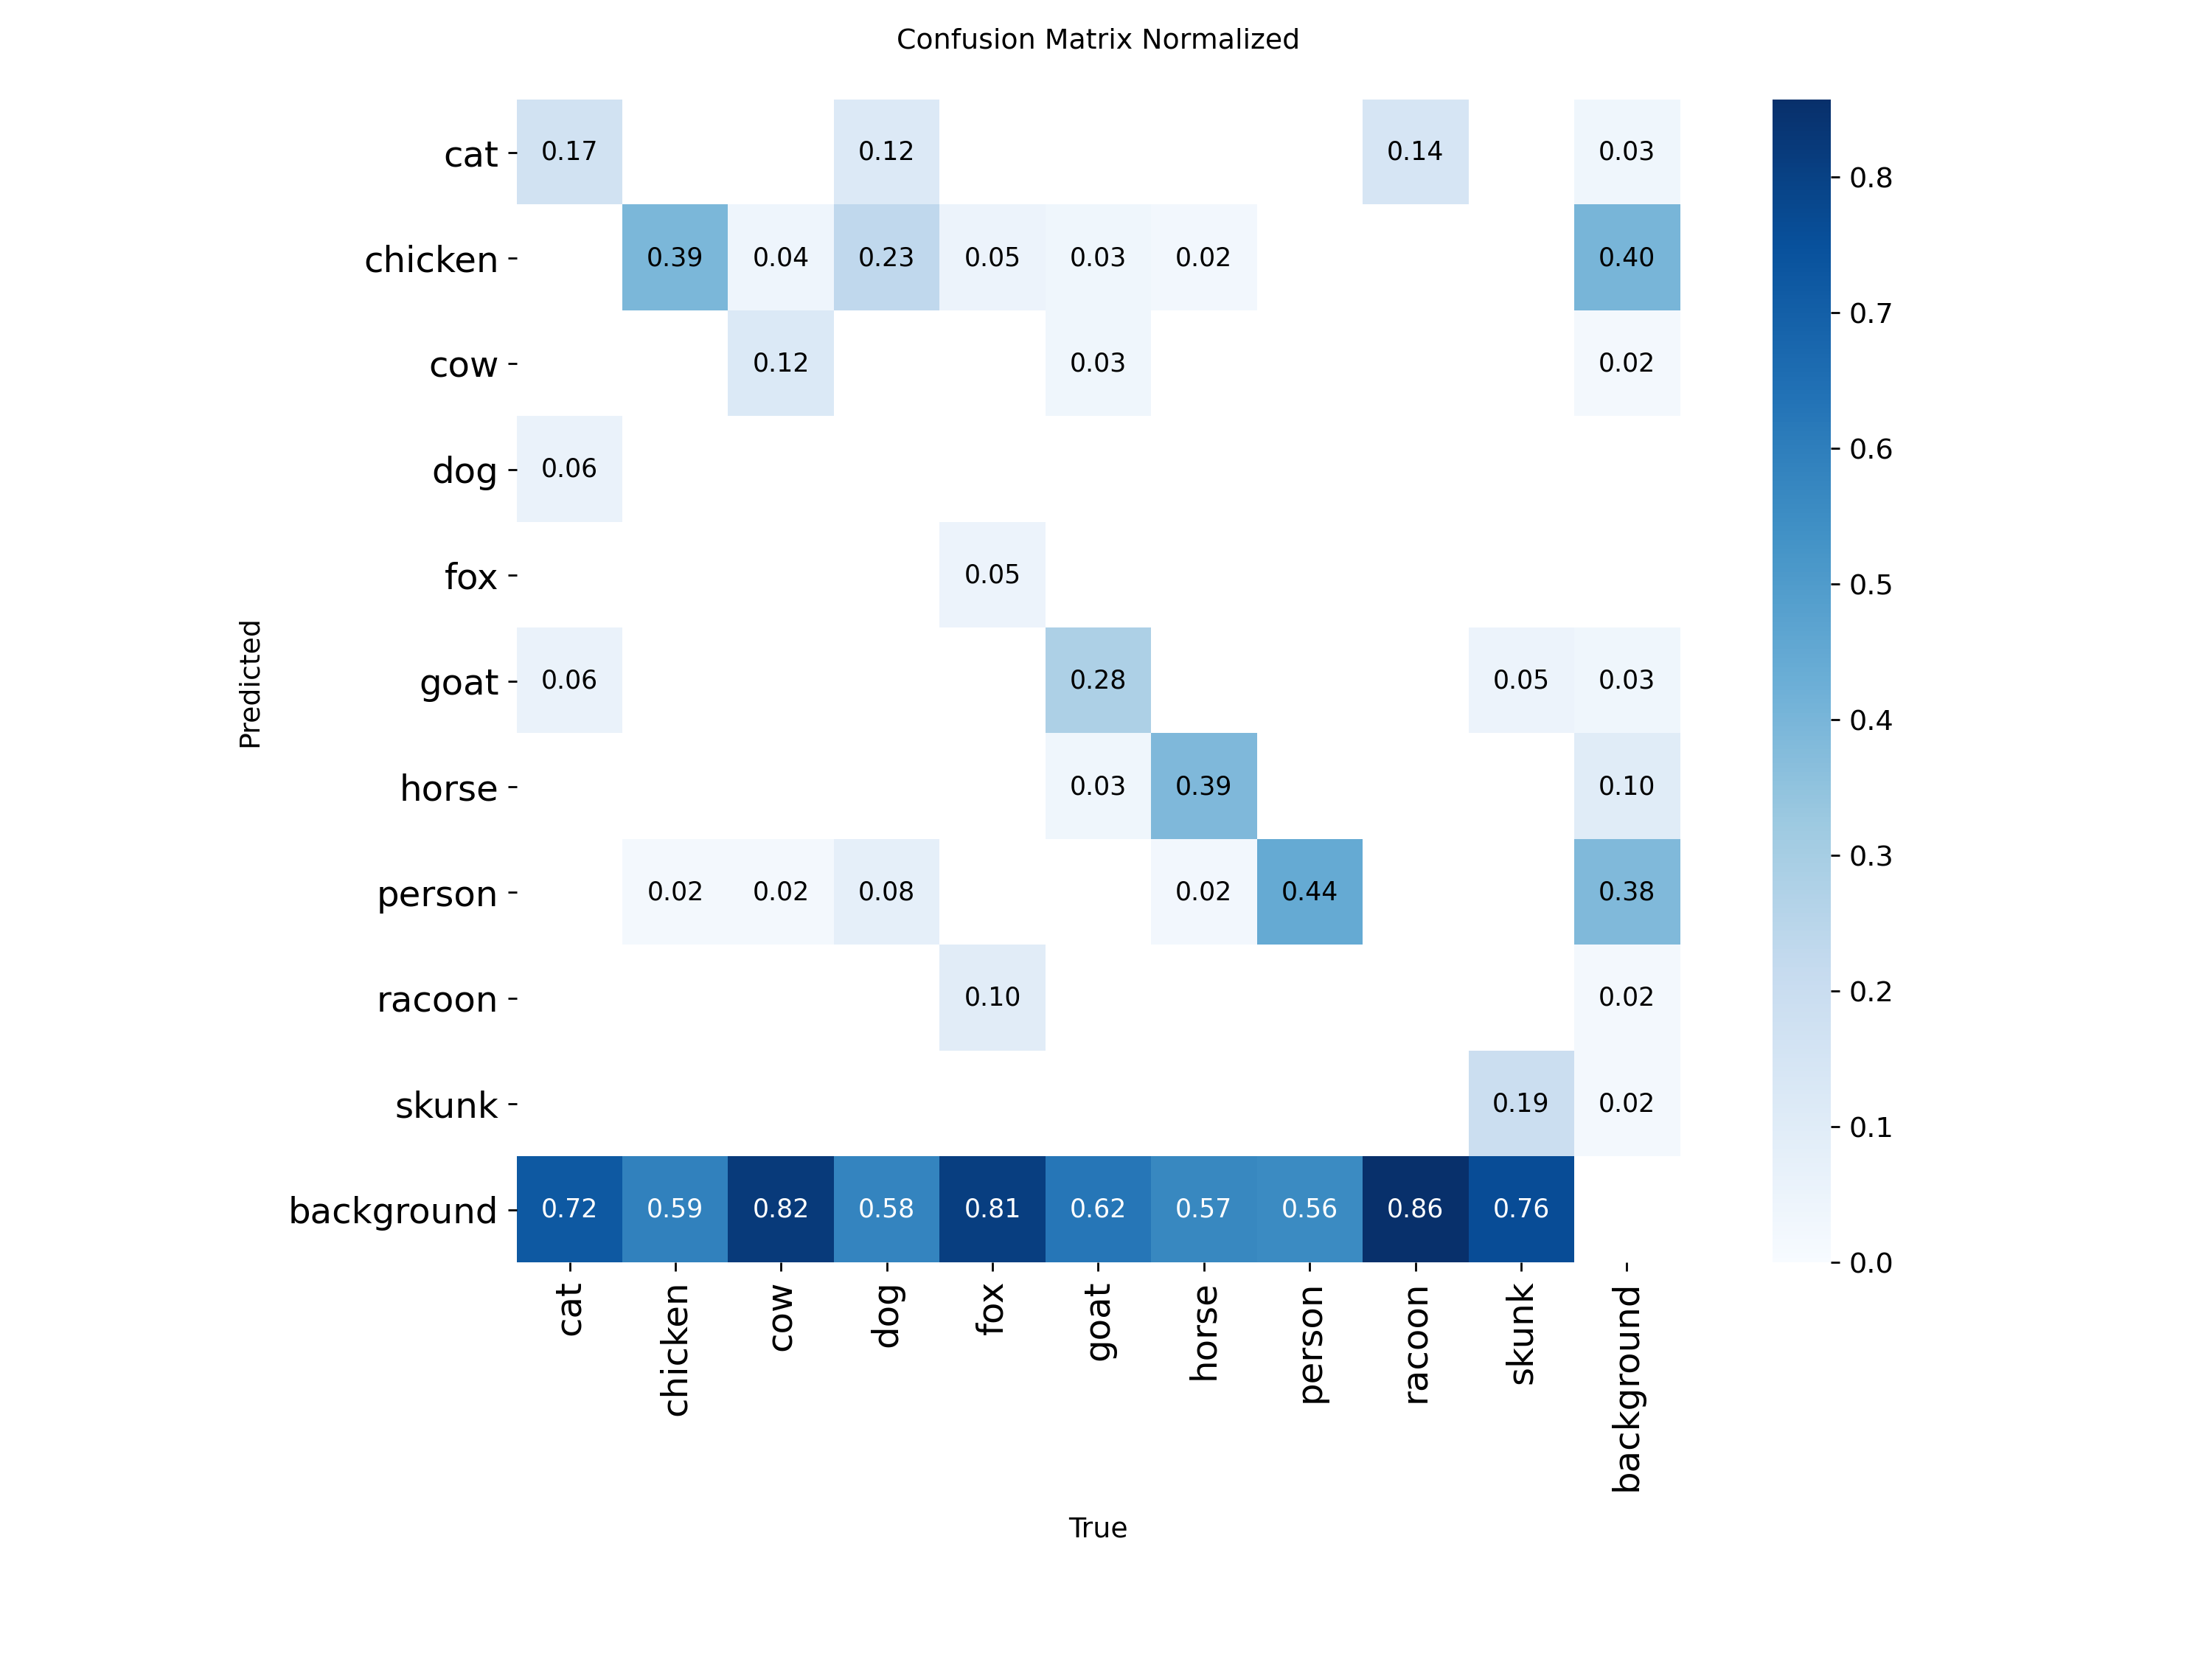 Confusion Matrix Normalized
cat 0.17 0.12 0.14 0.03
chicken 0.39 0.04 0.23 0.05 0.03 0.02 0.40
cow 0.12 0.03 0.02
dog 0.06
fox 0.05
goat 0.06 0.28 0.05 0.03
horse 0.03 0.39 0.10
person 0.02 0.02 0.08 0.02 0.44 0.38
racoon 0.10 0.02
skunk 0.19 0.02
background 0.72 0.59 0.82 0.58 0.81 0.62 0.57 0.56 0.86 0.76
Predicted
cat chicken cow dog fox goat horse person racoon skunk background
True
0.8
0.7
0.6
0.5
0.4
0.3
0.2
0.1
0.0